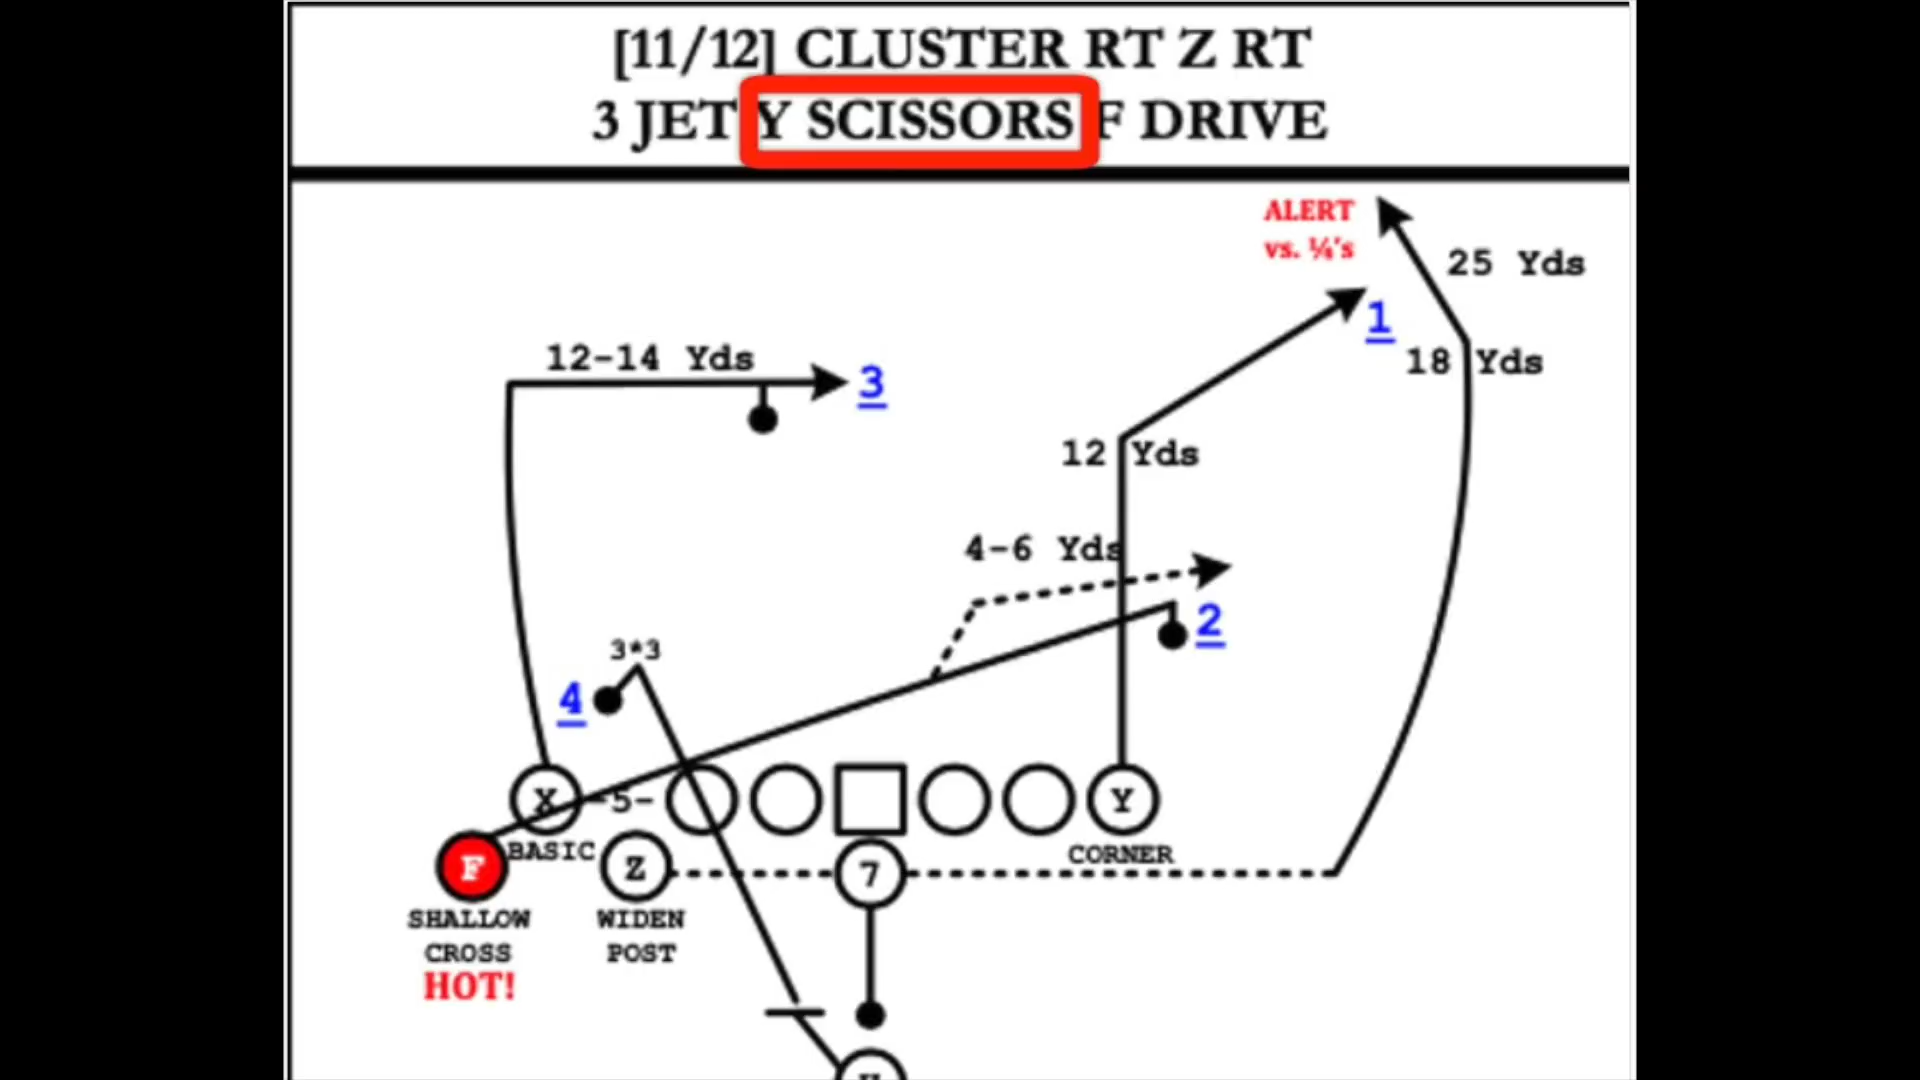 [11/12] CLUSTER RT Z RT
3 JET Y SCISSORS F DRIVE
ALERT
vs. ¼'s
25 Yds
1
18 Yds
12-14 Yds
3
12 Yds
4-6 Yds
2
3*3
4
X
-5-
Y
BASIC
CORNER
F
Z
7
SHALLOW
CROSS
HOT!
WIDEN
POST